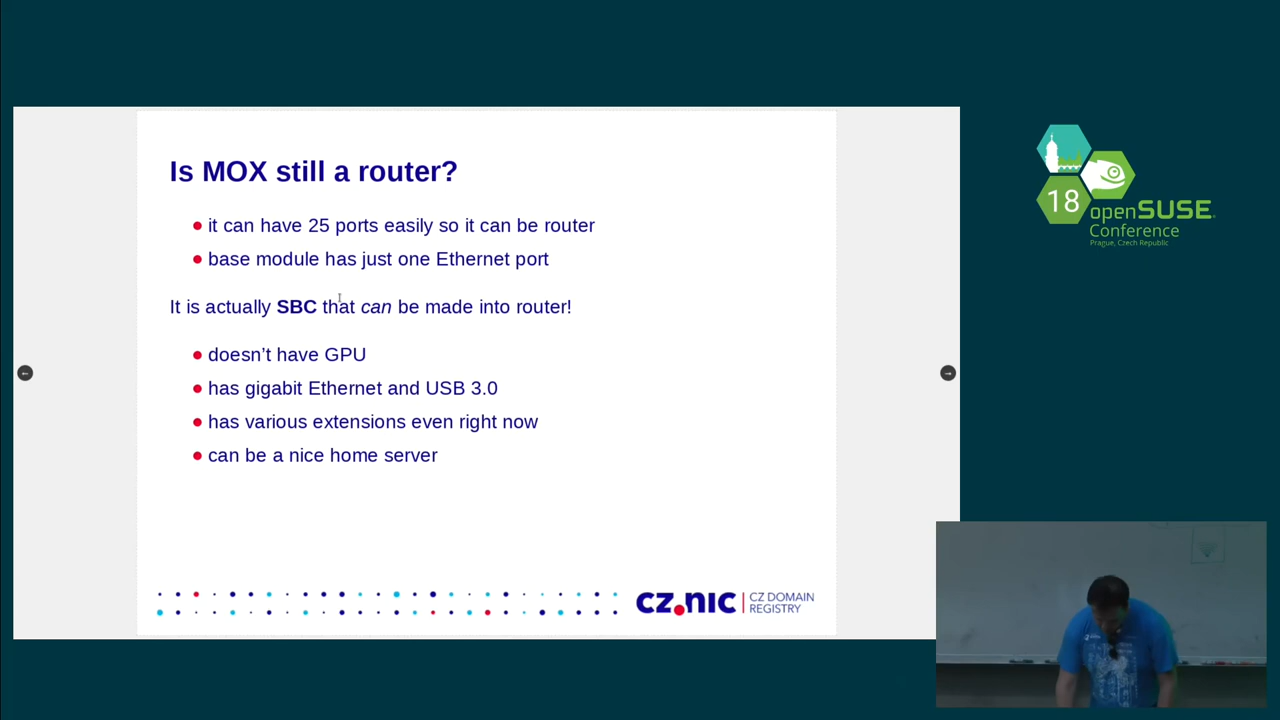 Is MOX still a router?
it can have 25 ports easily so it can be router
base module has just one Ethernet port
It is actually SBC that can be made into router!
doesn't have GPU
has gigabit Ethernet and USB 3.0
has various extensions even right now
can be a nice home server
CZ.NIC
CZ DOMAIN
REGISTRY
18
openSUSE
Conference
Prague, Czech Republic